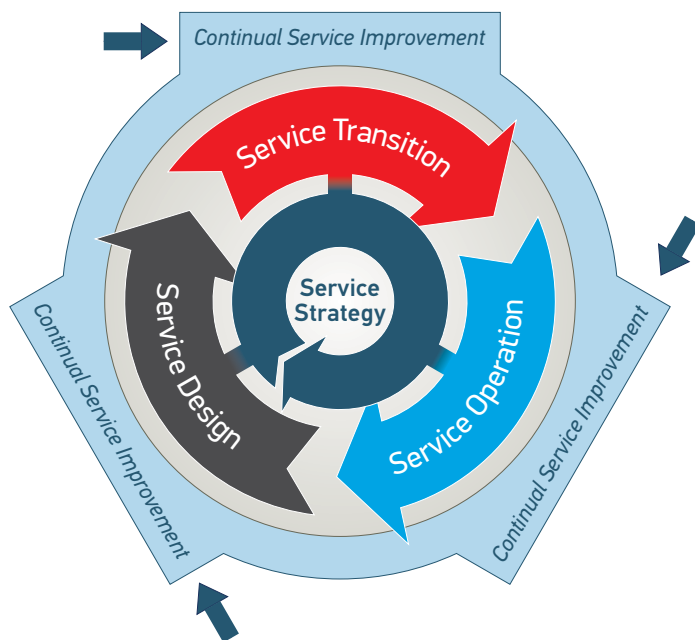 Continual Service Improvement
Service Transition
Service
Strategy
Service Design
Service Operation
Continual Service Improvement
Continual Service Improvement